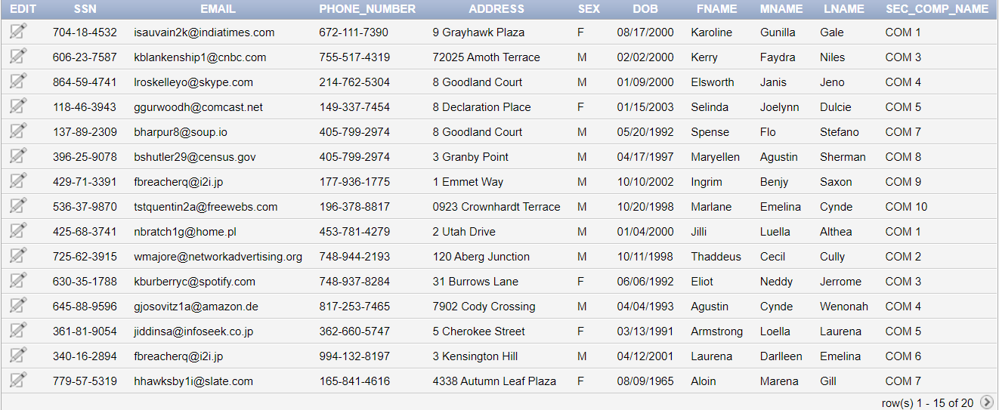 EDIT SSN EMAIL PHONE_NUMBER ADDRESS SEX DOB FNAME MNAME LNAME SEC_COMP_NAME
704-18-4532 isauvain2k@indiatimes.com 672-111-7390 9 Grayhawk Plaza F 08/17/2000 Karoline Gunilla Gale COM 1
606-23-7587 kblankenship1@cnbc.com 755-517-4319 72025 Amoth Terrace M 02/02/2000 Kerry Faydra Niles COM 3
864-59-4741 lroskelleyo@skype.com 214-762-5304 8 Goodland Court M 01/09/2000 Elsworth Janis Jeno COM 4
118-46-3943 ggurwoodh@comcast.net 149-337-7454 8 Declaration Place F 01/15/2003 Selinda Joelynn Dulcie COM 5
137-89-2309 bharpur8@soup.io 405-799-2974 8 Goodland Court M 05/20/1992 Spense Flo Stefano COM 7
396-25-9078 bshutler29@census.gov 405-799-2974 3 Granby Point M 04/17/1997 Maryellen Agustin Sherman COM 8
429-71-3391 fbreacherq@i2i.jp 177-936-1775 1 Emmet Way M 10/10/2002 Ingrim Benjy Saxon COM 9
536-37-9870 tstquentin2a@freewebs.com 196-378-8817 0923 Crownhardt Terrace M 10/20/1998 Marlane Emelina Cynde COM 10
425-68-3741 nbratch1g@home.pl 453-781-4279 2 Utah Drive M 01/04/2000 Jilli Luella Althea COM 1
725-62-3915 wmajore@networkadvertising.org 748-944-2193 120 Aberg Junction M 10/11/1998 Thaddeus Cecil Cully COM 2
630-35-1788 kburberryc@spotify.com 748-937-8284 31 Burrows Lane F 06/06/1992 Eliot Neddy Jerrome COM 3
645-88-9596 gjosovitz1a@amazon.de 817-253-7465 7902 Cody Crossing M 04/04/1993 Agustin Cynde Wenonah COM 4
361-81-9054 jiddinsa@infoseek.co.jp 362-660-5747 5 Cherokee Street F 03/13/1991 Armstrong Loella Laurena COM 5
340-16-2894 fbreacherq@i2i.jp 994-132-8197 3 Kensington Hill M 04/12/2001 Laurena Darlleen Emelina COM 6
779-57-5319 hhawksby1i@slate.com 165-841-4616 4338 Autumn Leaf Plaza F 08/09/1965 Aloin Marena Gill COM 7
row(s) 1 - 15 of 20